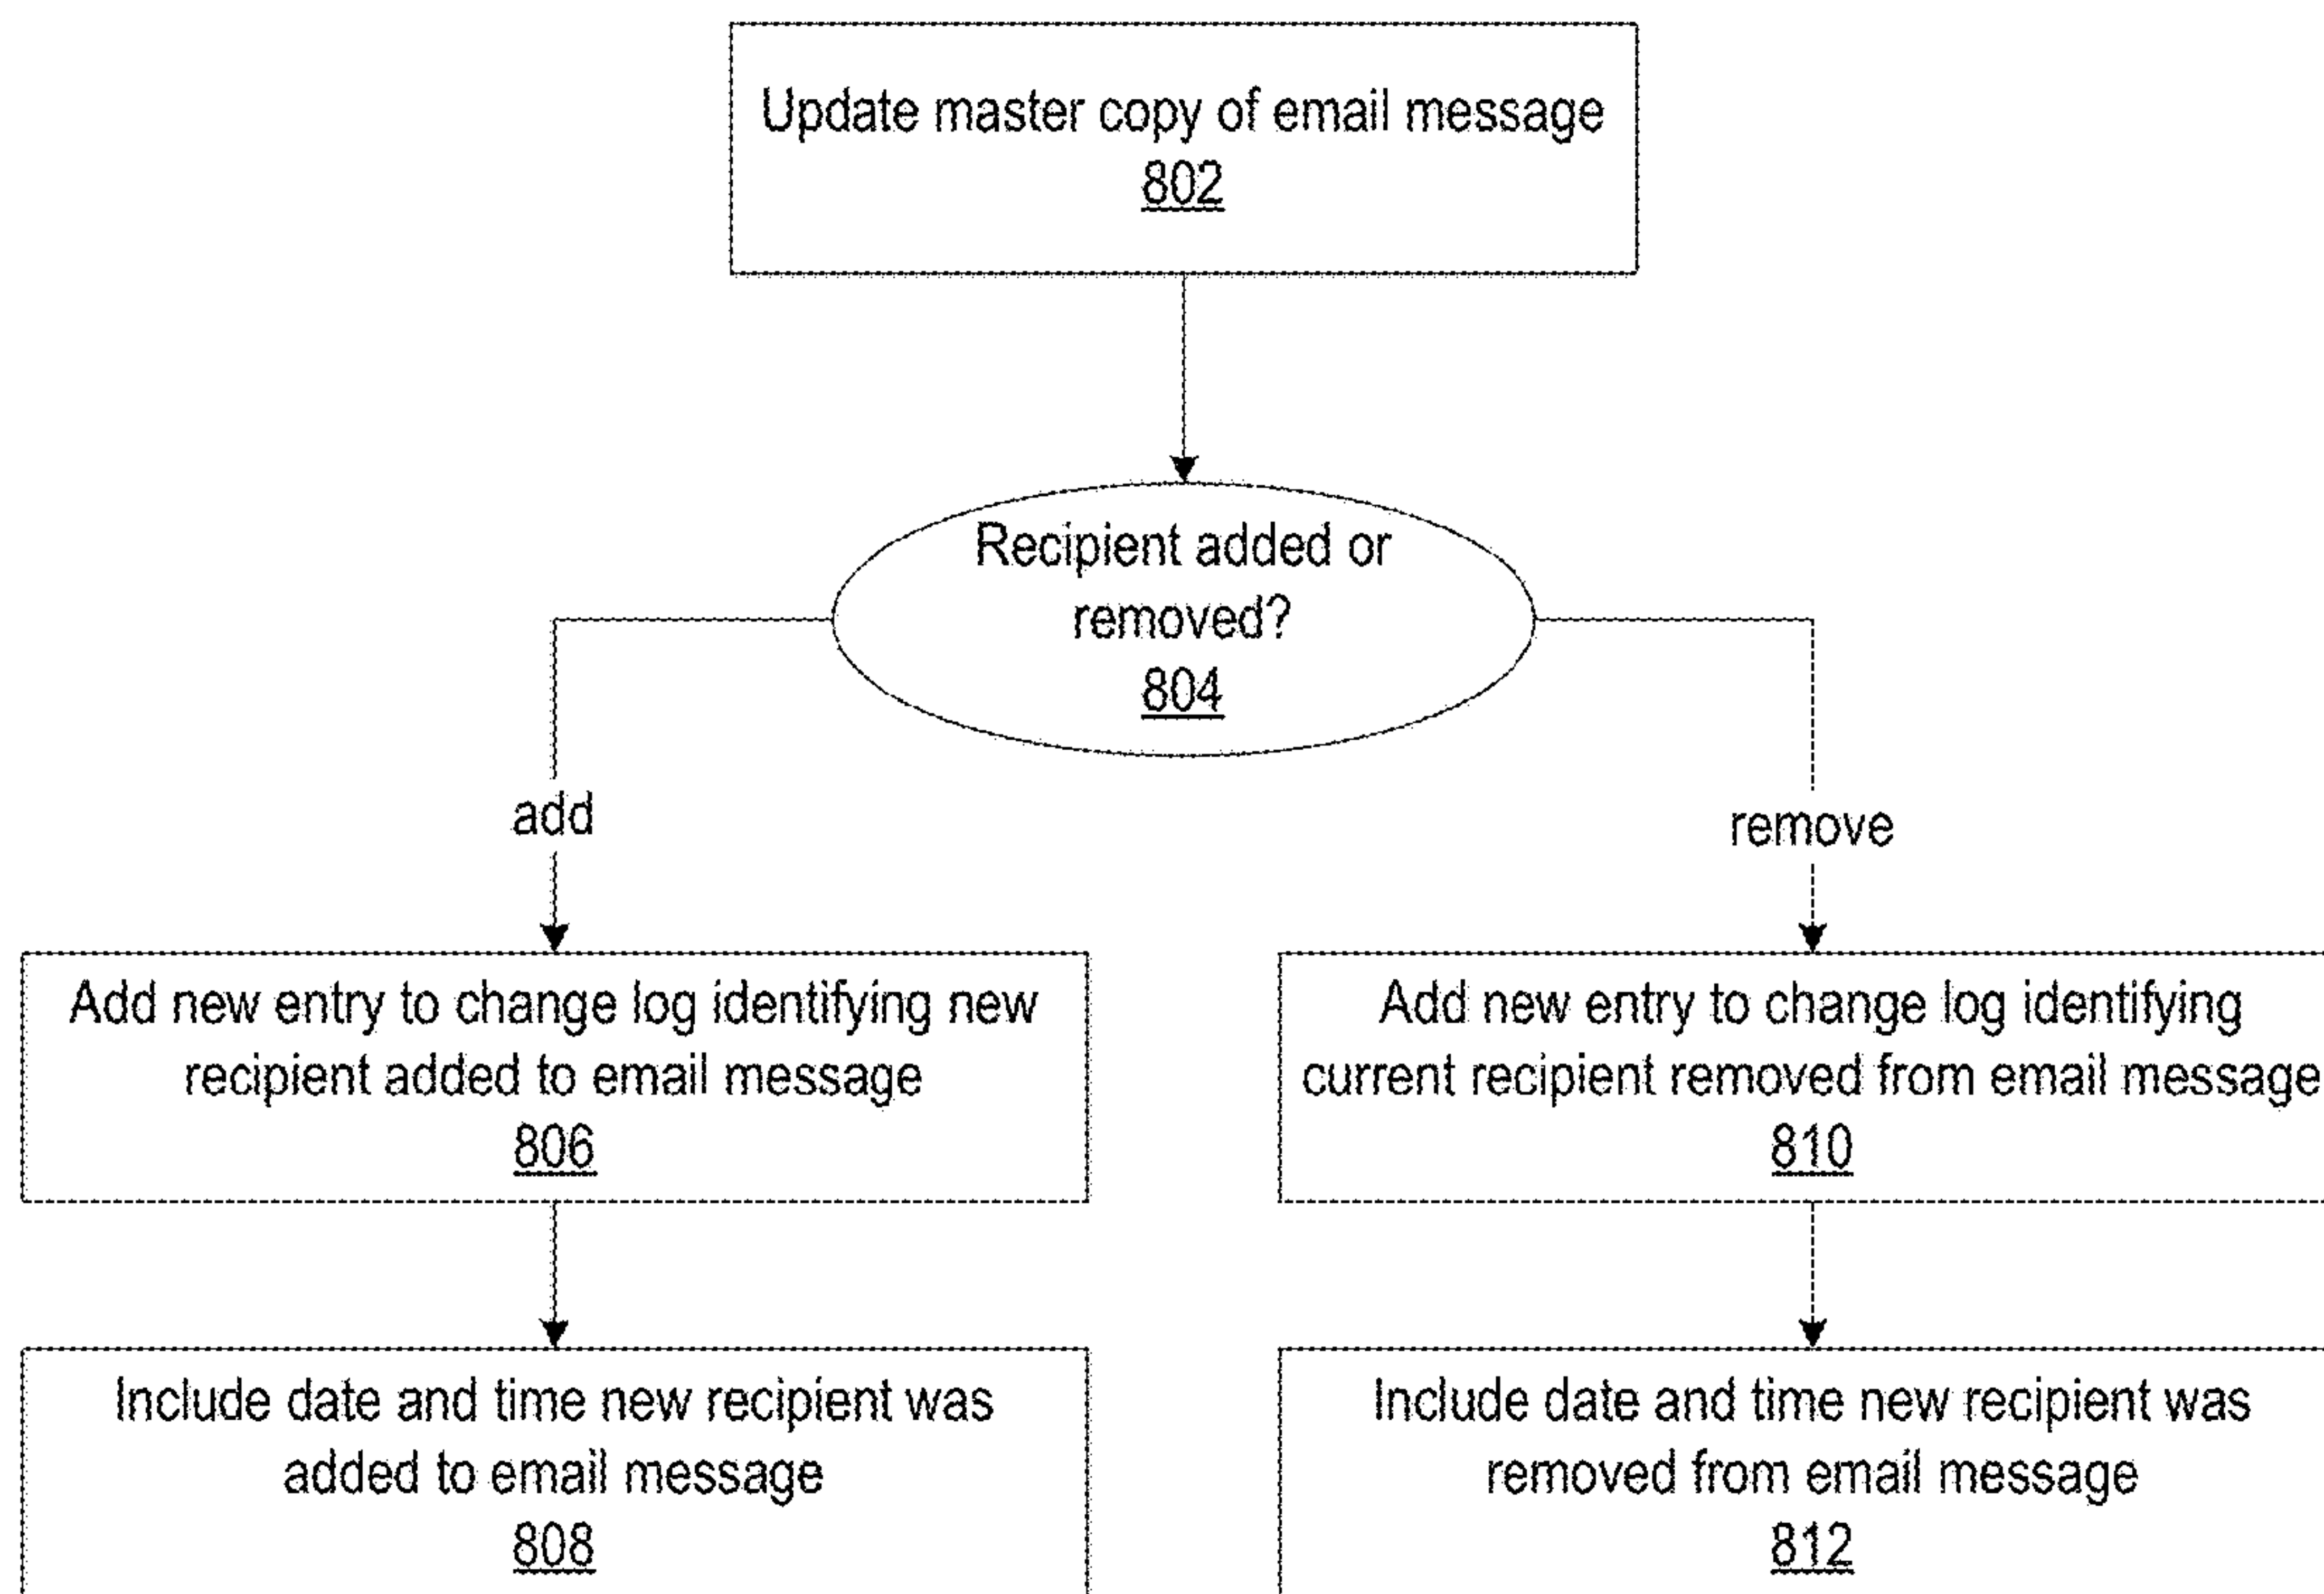 Update master copy of email message
802
Recipient added or
removed?
804
add
remove
Add new entry to change log identifying new
recipient added to email message
806
Add new entry to change log identifying
current recipient removed from email message
810
Include date and time new recipient was
added to email message
808
Include date and time new recipient was
removed from email message
812